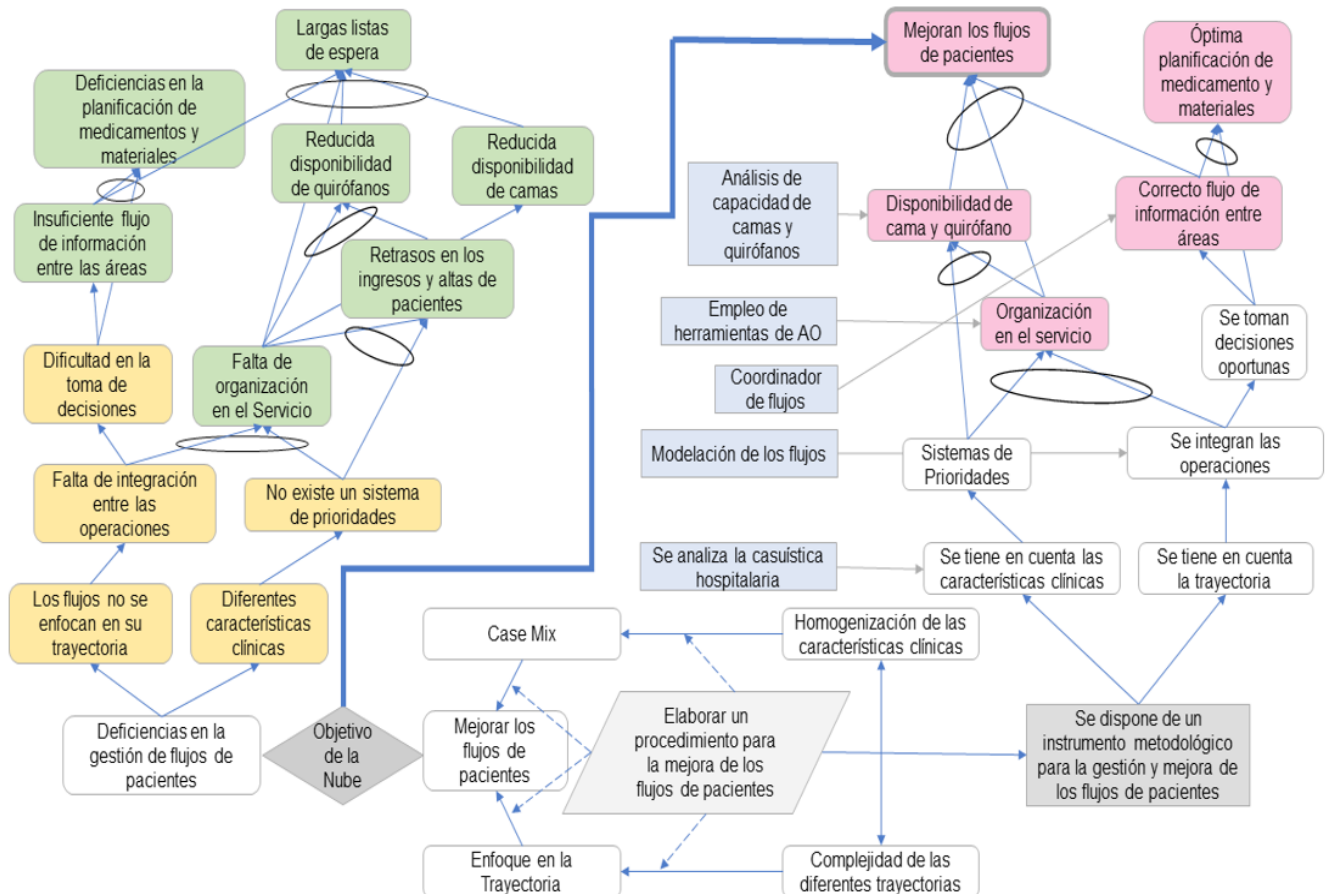 Largas listas
de espera
Deficiencias en la
planificación de
medicamentos y
materiales
Reducida
disponibilidad
de quirófanos
Reducida
disponibilidad
de camas
Insuficiente flujo
de información
entre las áreas
Retrasos en los
ingresos y altas de
pacientes
Dificultad en la
toma de
decisiones
Falta de
organización
en el Servicio
Falta de integración
entre las
operaciones
No existe un sistema
de prioridades
Los flujos no se
enfocan en su
trayectoria
Diferentes
características
clínicas
Deficiencias en la
gestión de flujos de
pacientes
Objetivo
de la
Nube
Mejorar los
flujos de
pacientes
Case Mix
Enfoque en la
Trayectoria
Elaborar un
procedimiento para
la mejora de los
flujos de pacientes
Homogenización de las
características clínicas
Complejidad de las
diferentes trayectorias
Mejoran los flujos
de pacientes
Óptima
planificación de
medicamento y
materiales
Análisis de
capacidad de
camas y
quirófanos
Disponibilidad de
cama y quirófano
Correcto flujo de
información entre
áreas
Empleo de
herramientas de AO
Organización
en el servicio
Se toman
decisiones
oportunas
Coordinador
de flujos
Modelación de los flujos
Sistemas de
Prioridades
Se integran las
operaciones
Se analiza la casuística
hospitalaria
Se tiene en cuenta las
características clínicas
Se tiene en cuenta
la trayectoria
Se dispone de un
instrumento metodológico
para la gestión y mejora de
los flujos de pacientes